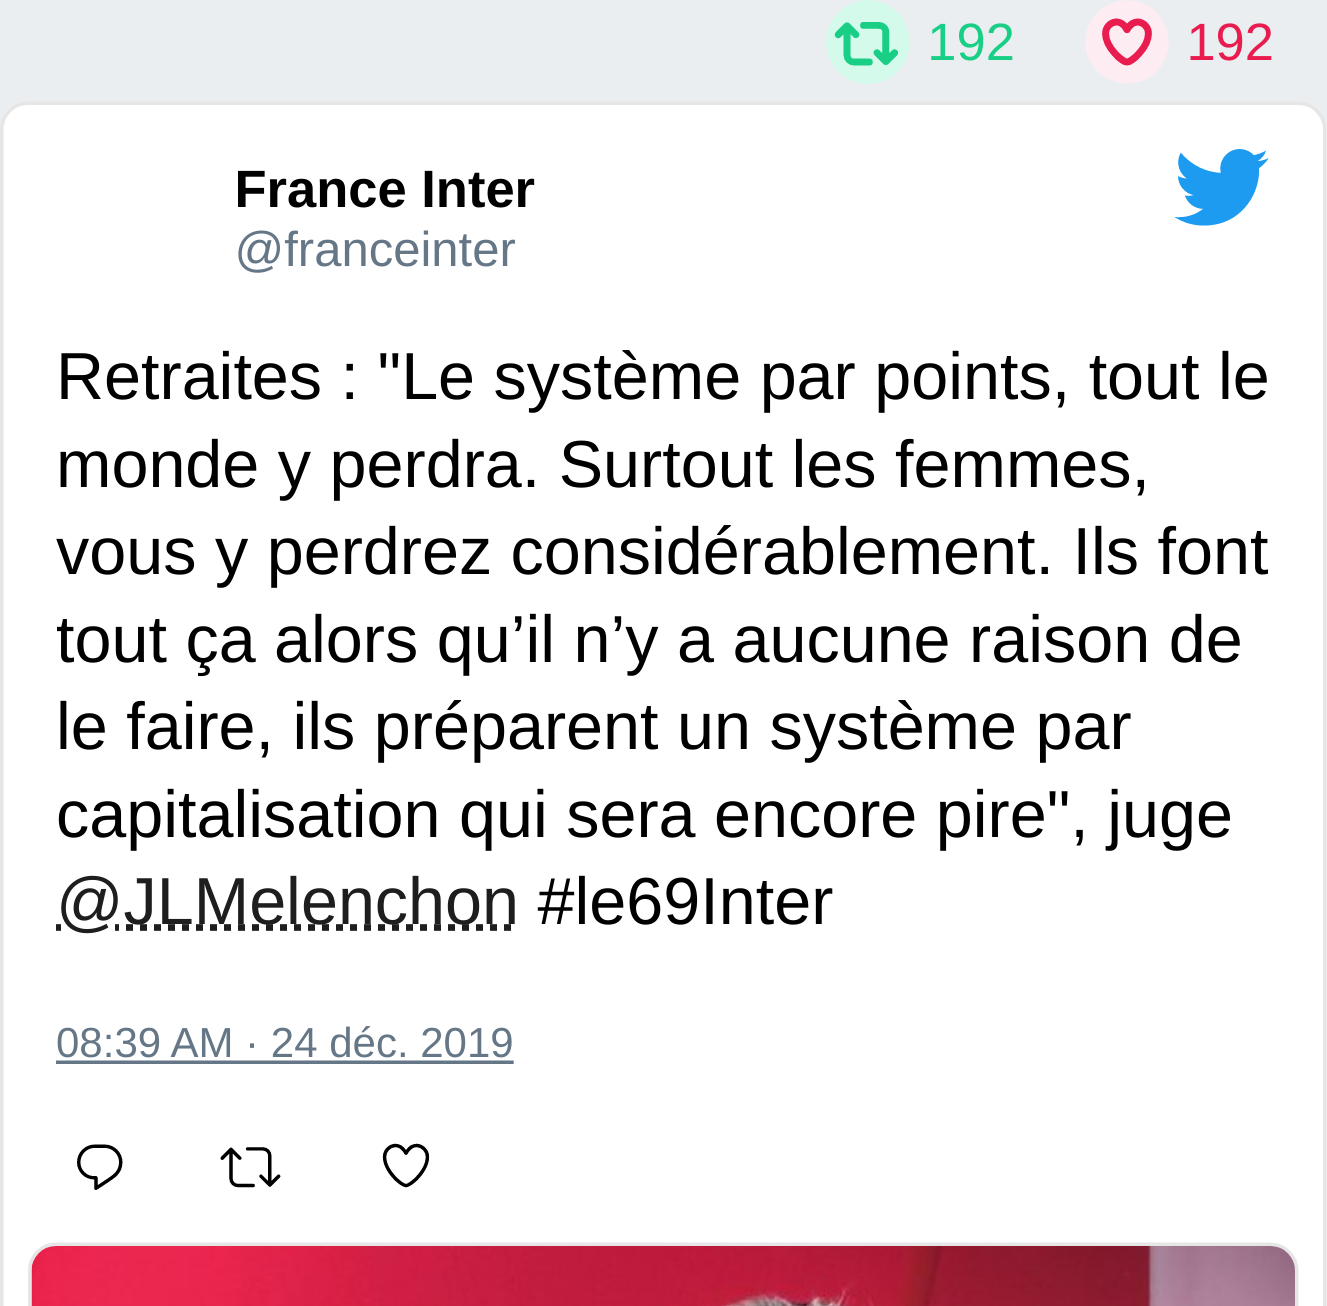 192 192
France Inter
@franceinter
Retraites : "Le système par points, tout le
monde y perdra. Surtout les femmes,
vous y perdrez considérablement. Ils font
tout ça alors qu’il n’y a aucune raison de
le faire, ils préparent un système par
capitalisation qui sera encore pire", juge
@JLMelenchon #le69Inter
08:39 AM · 24 déc. 2019